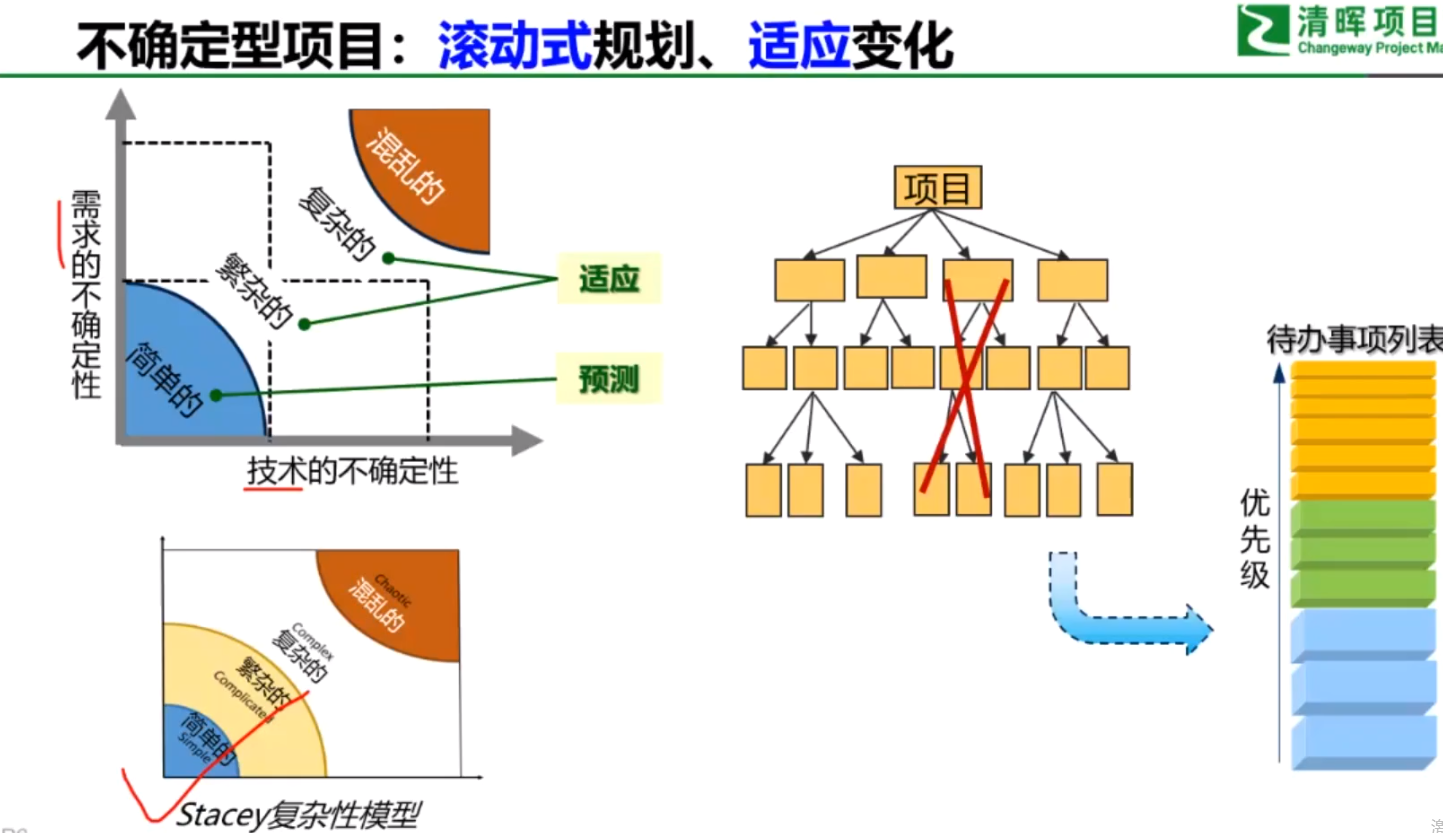 不确定型项目：滚动式规划、适应变化
清晖项目
Changeway Project Ma
需求的不确定性
混乱的
复杂的
繁杂的
简单的
适应
预测
技术的不确定性
项目
待办事项列表
优先级
Chaotic
混乱的
Complex
复杂的
繁杂的
Complicated
简单的
Simple
Stacey复杂性模型